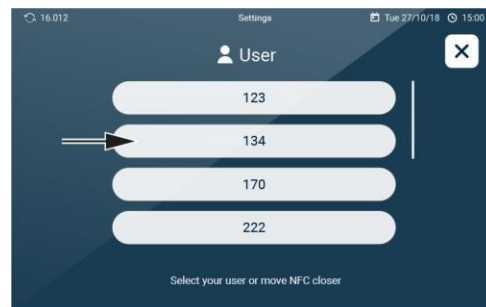 16.012 Settings Tue 27/10/18 15:00
User
123
134
170
222
Select your user or move NFC closer